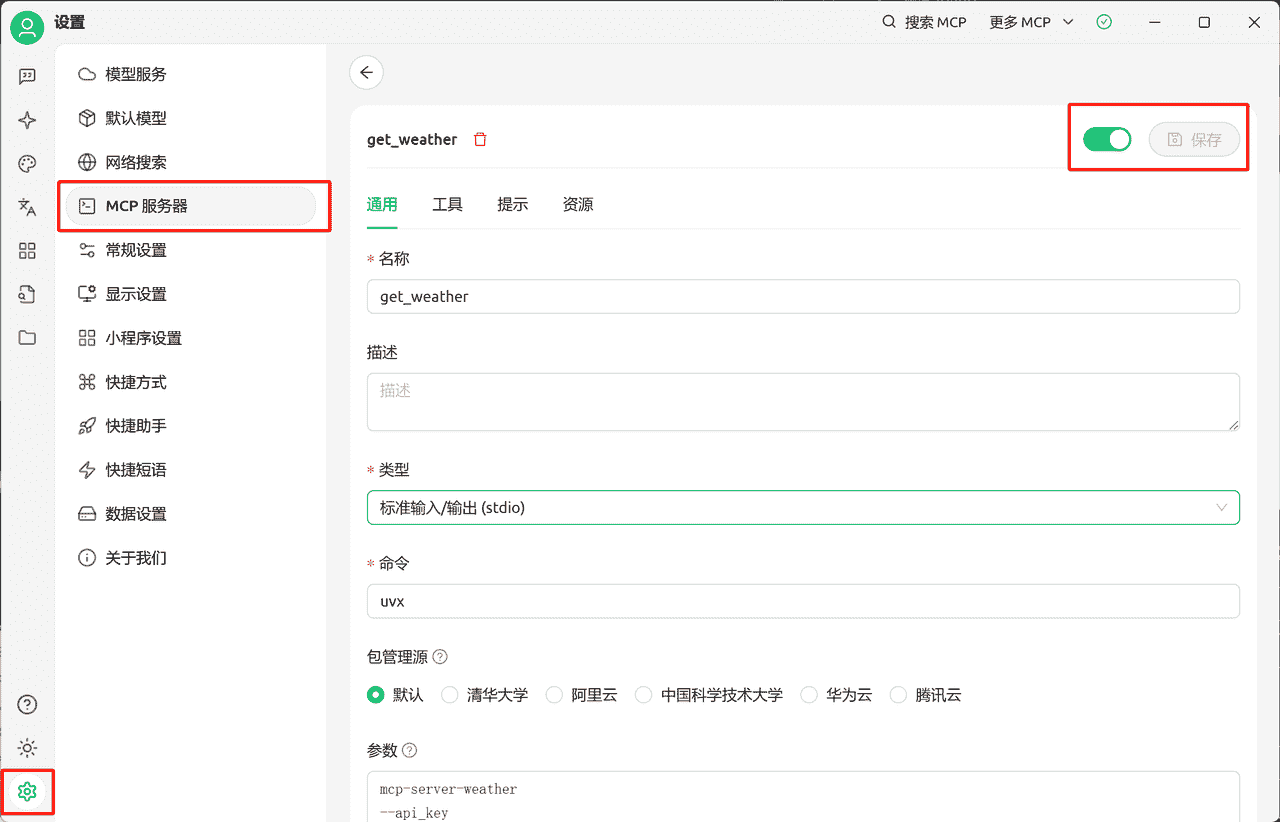 设置
搜索 MCP
更多 MCP
模型服务
默认模型
网络搜索
MCP 服务器
常规设置
显示设置
小程序设置
快捷方式
快捷助手
快捷短语
数据设置
关于我们
get_weather
保存
通用 工具 提示 资源
* 名称
get_weather
描述
描述
* 类型
标准输入/输出 (stdio)
* 命令
uvx
包管理源
默认 清华大学 阿里云 中国科学技术大学 华为云 腾讯云
参数
mcp-server-weather
--api_key